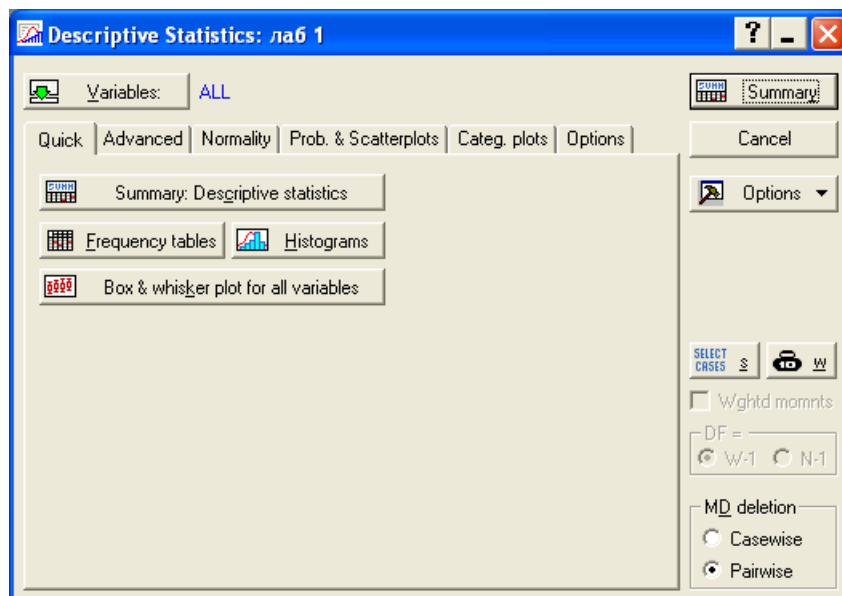 Descriptive Statistics: лаб 1
?
Variables: ALL
Summary
Quick Advanced Normality Prob. & Scatterplots Categ. plots Options
Cancel
Summary: Descriptive statistics
Options
Frequency tables Histograms
Box & whisker plot for all variables
SELECT CASES S W
Wghtd momnts
DF =
W-1 N-1
MD deletion
Casewise
Pairwise